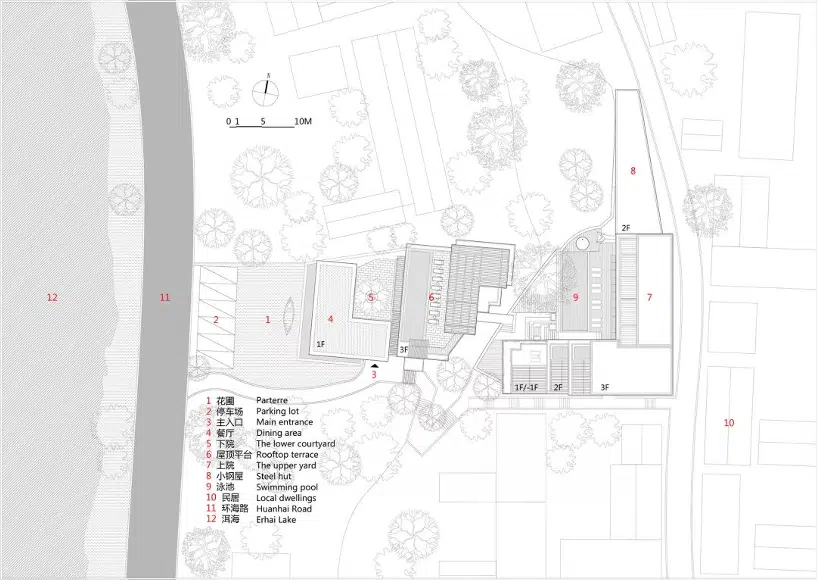 N
0 1 5 10M
8
2F
12
11
2
1
4
5
6
9
7
1F
3F
3
1F/-1F
2F
3F
10
1 花圃 Parterre
2 停车场 Parking lot
3 主入口 Main entrance
4 餐厅 Dining area
5 下院 The lower courtyard
6 屋顶平台 Rooftop terrace
7 上院 The upper yard
8 小钢屋 Steel hut
9 泳池 Swimming pool
10 民居 Local dwellings
11 环海路 Huanhai Road
12 洱海 Erhai Lake